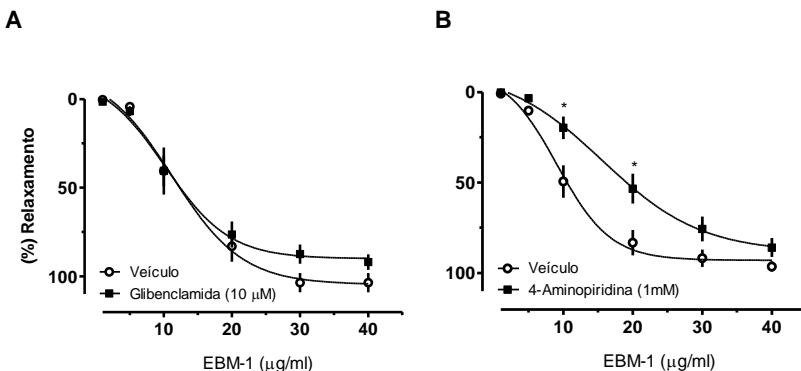 A
B
0
50
100
(%) Relaxamento
Veículo
Glibenclamida (10 μM)
10
20
30
40
EBM-1 (μg/ml)
0
50
100
*
*
Veículo
4-Aminopiridina (1mM)
10
20
30
40
EBM-1 (μg/ml)